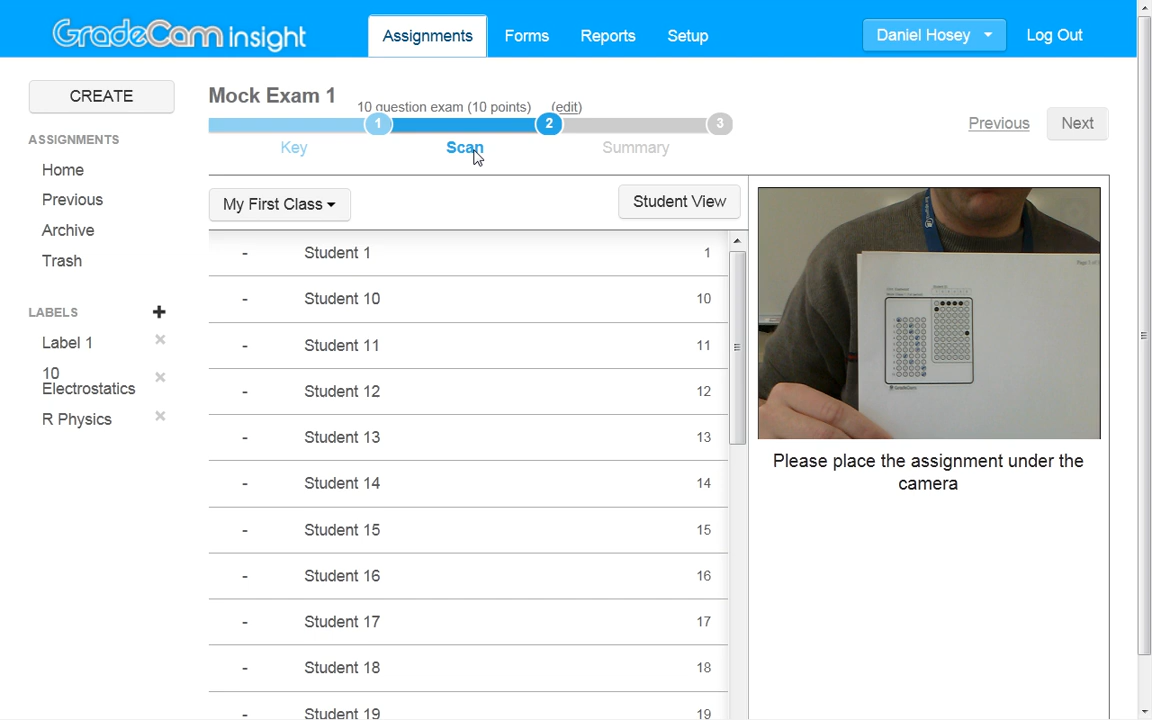 GradeCam insight
Assignments
Forms
Reports
Setup
Daniel Hosey
Log Out
CREATE
ASSIGNMENTS
Home
Previous
Archive
Trash
LABELS
Label 1
10
Electrostatics
R Physics
Mock Exam 1
10 question exam (10 points) (edit)
1
2
3
Key
Scan
Summary
Previous
Next
My First Class
Student View
- Student 1 1
- Student 10 10
- Student 11 11
- Student 12 12
- Student 13 13
- Student 14 14
- Student 15 15
- Student 16 16
- Student 17 17
- Student 18 18
- Student 19 19
GradeCam
Please place the assignment under the
camera